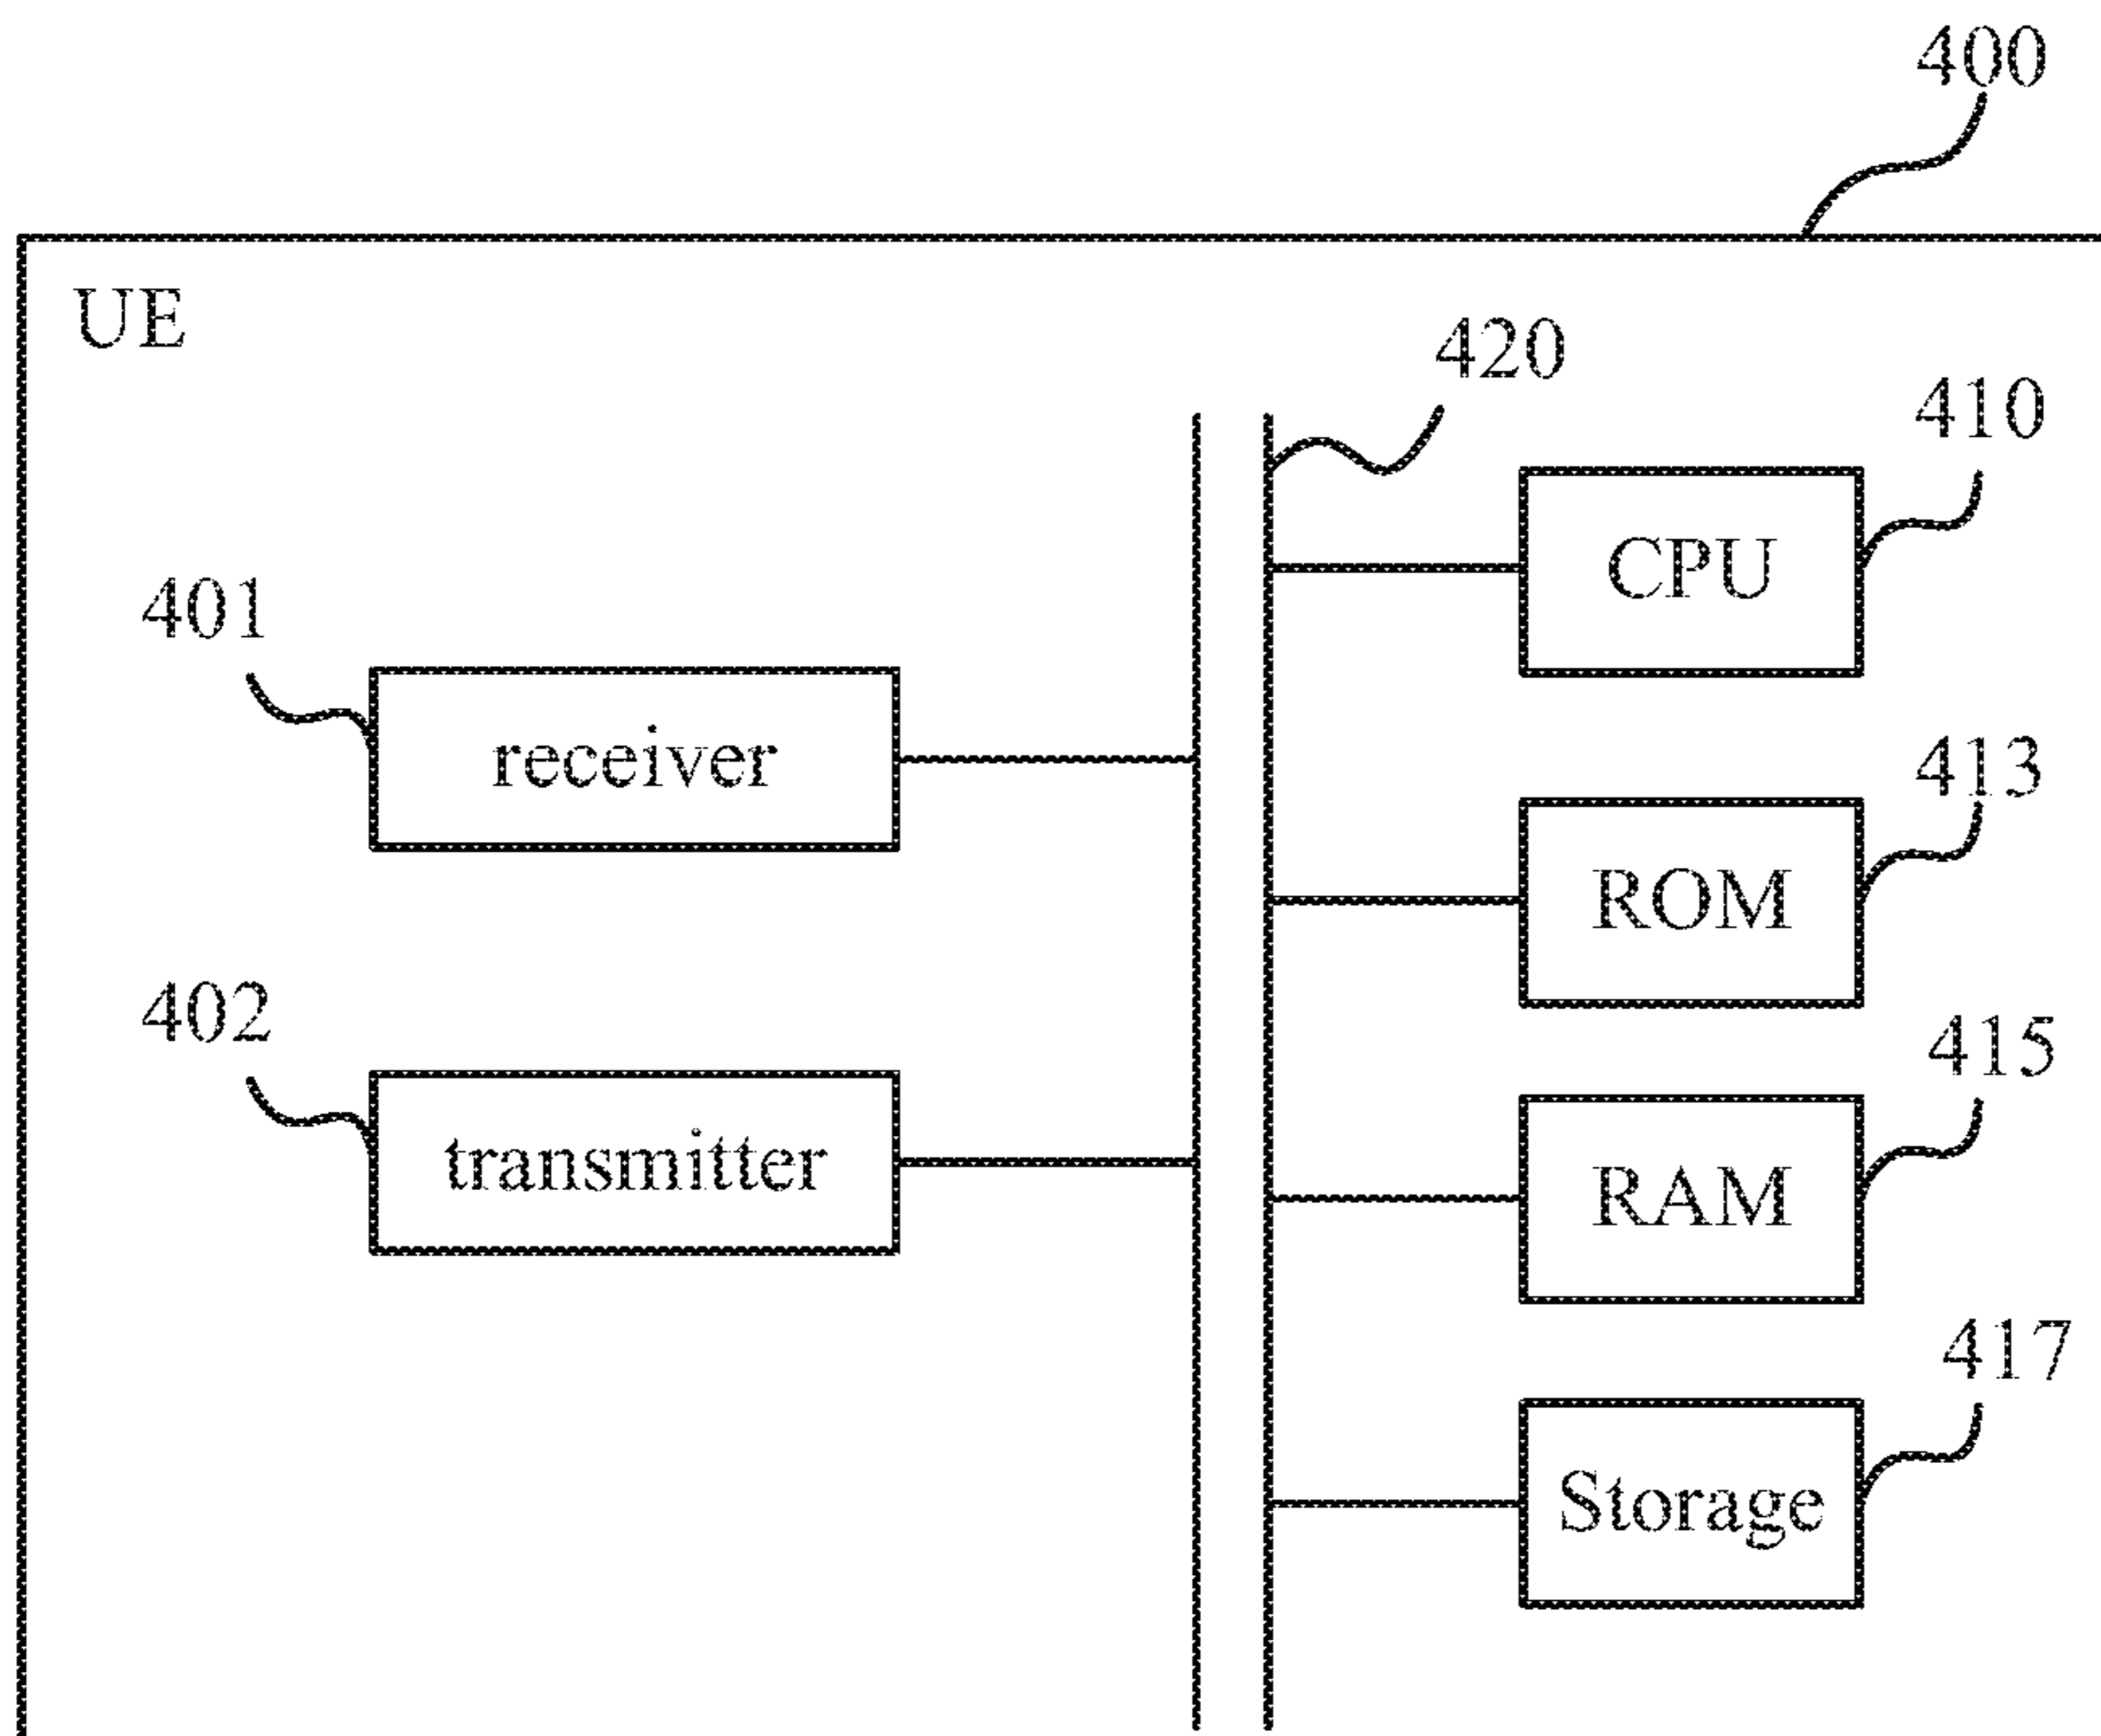 400
UE
420
410
CPU
401
receiver
413
ROM
402
transmitter
415
RAM
417
Storage